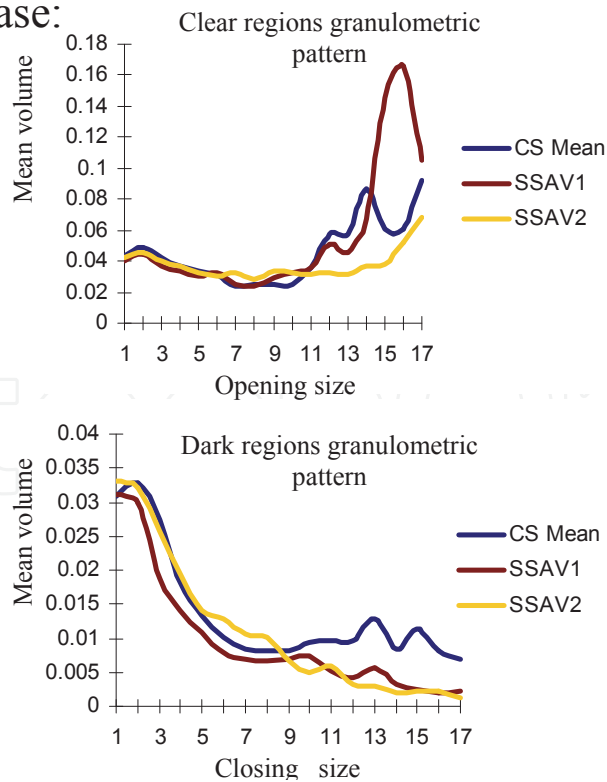 ase:
Clear regions granulometric
pattern
Mean volume
0.18
0.16
0.14
0.12
0.1
0.08
0.06
0.04
0.02
0
1 3 5 7 9 11 13 15 17
Opening size
CS Mean
SSAV1
SSAV2
Dark regions granulometric
pattern
Mean volume
0.04
0.035
0.03
0.025
0.02
0.015
0.01
0.005
0
1 3 5 7 9 11 13 15 17
Closing size
CS Mean
SSAV1
SSAV2